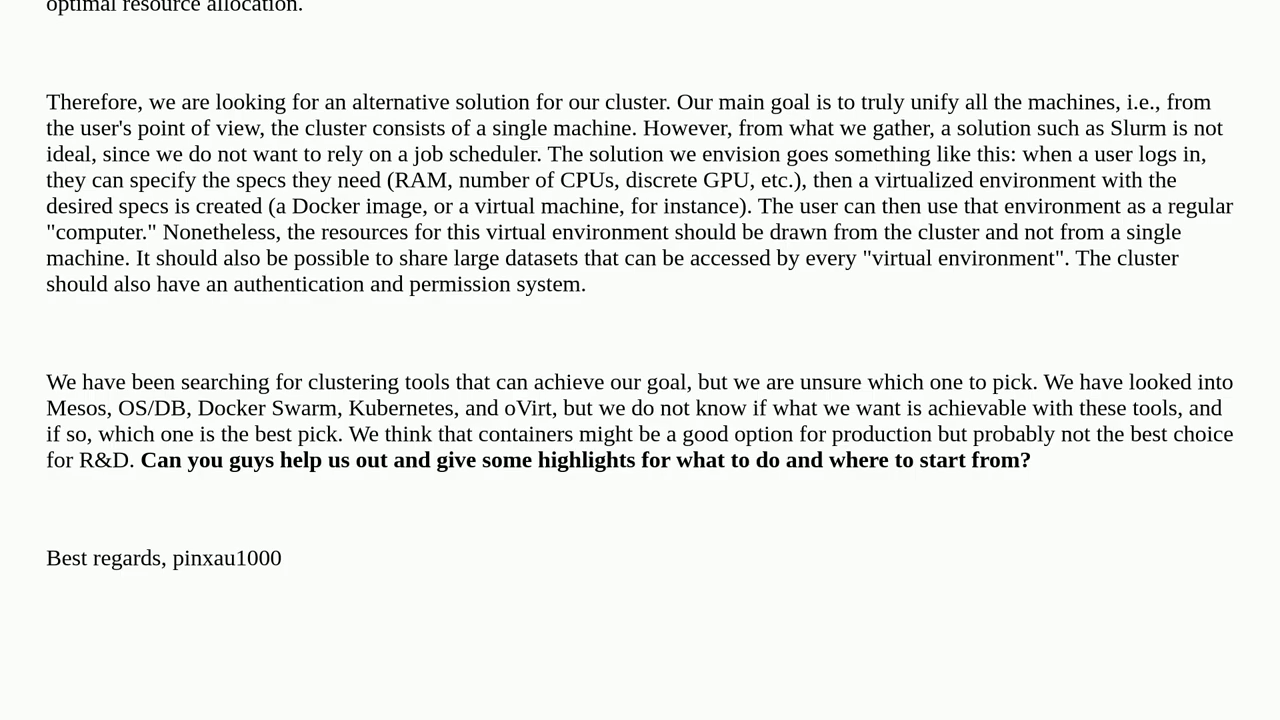 optimal resource allocation.
Therefore, we are looking for an alternative solution for our cluster. Our main goal is to truly unify all the machines, i.e., from
the user's point of view, the cluster consists of a single machine. However, from what we gather, a solution such as Slurm is not
ideal, since we do not want to rely on a job scheduler. The solution we envision goes something like this: when a user logs in,
they can specify the specs they need (RAM, number of CPUs, discrete GPU, etc.), then a virtualized environment with the
desired specs is created (a Docker image, or a virtual machine, for instance). The user can then use that environment as a regular
"computer." Nonetheless, the resources for this virtual environment should be drawn from the cluster and not from a single
machine. It should also be possible to share large datasets that can be accessed by every "virtual environment". The cluster
should also have an authentication and permission system.
We have been searching for clustering tools that can achieve our goal, but we are unsure which one to pick. We have looked into
Mesos, OS/DB, Docker Swarm, Kubernetes, and oVirt, but we do not know if what we want is achievable with these tools, and
if so, which one is the best pick. We think that containers might be a good option for production but probably not the best choice
for R&D. Can you guys help us out and give some highlights for what to do and where to start from?
Best regards, pinxau1000